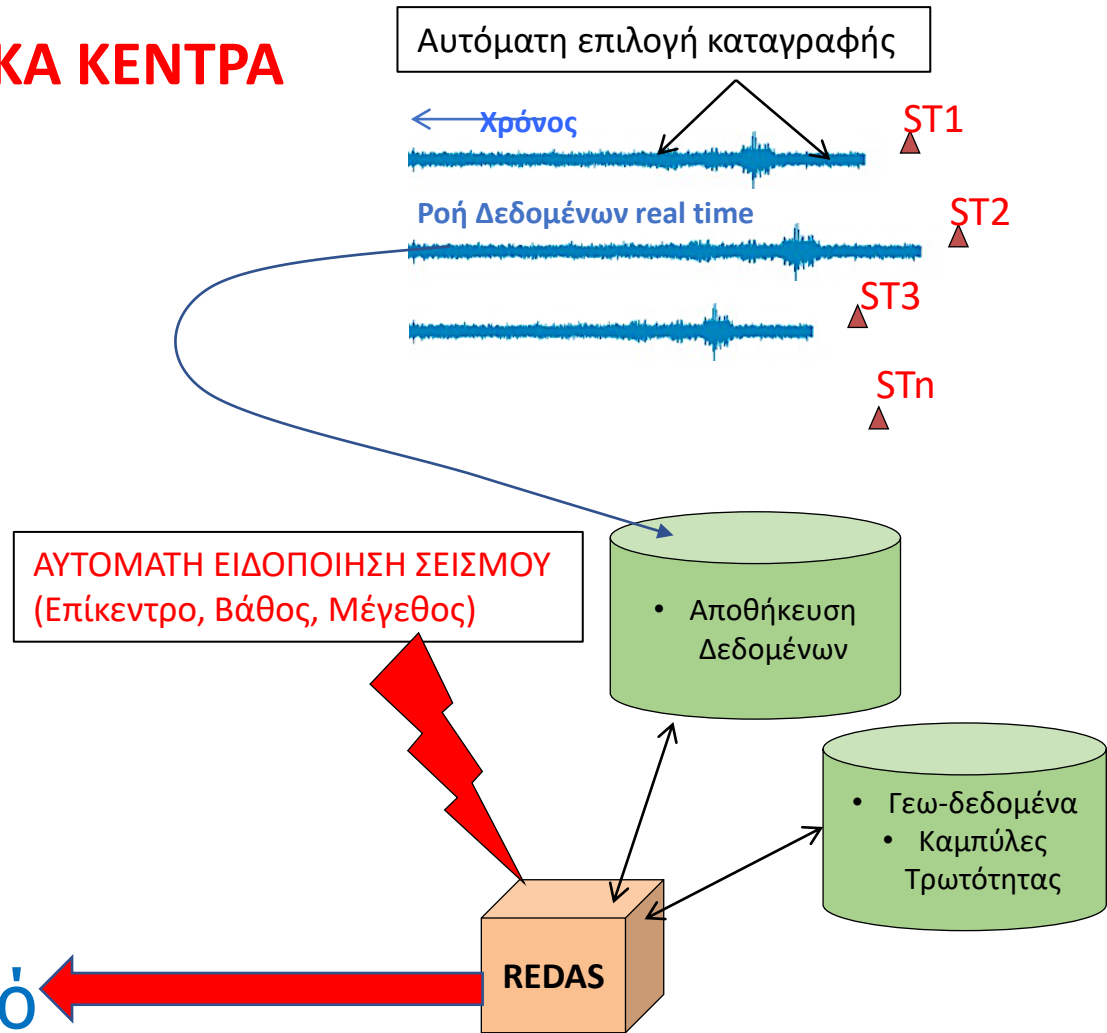 ΚΑ ΚΕΝΤΡΑ
Αυτόματη επιλογή καταγραφής
Χρόνος
ST1
Ροή Δεδομένων real time
ST2
ST3
STn
ΑΥΤΟΜΑΤΗ ΕΙΔΟΠΟΙΗΣΗ ΣΕΙΣΜΟΥ
(Επίκεντρο, Βάθος, Μέγεθος)
• Αποθήκευση
Δεδομένων
• Γεω-δεδομένα
• Καμπύλες
Τρωτότητας
REDAS
ό